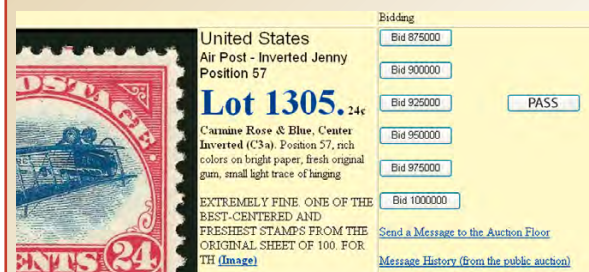 Bidding
United States
Air Post - Inverted Jenny
Position 57
Lot 1305. 24c
Carmine Rose & Blue, Center
Inverted (C3a). Position 57, rich
colors on bright paper, fresh original
gum, small light trace of hinging
EXTREMELY FINE. ONE OF THE
BEST-CENTERED AND
FRESHEST STAMPS FROM THE
ORIGINAL SHEET OF 100. FOR
TH (Image)
Bid 875000
Bid 900000
Bid 925000
PASS
Bid 950000
Bid 975000
Bid 1000000
Send a Message to the Auction Floor
Message History (from the public auction)
POSTAGE
CENTS 24